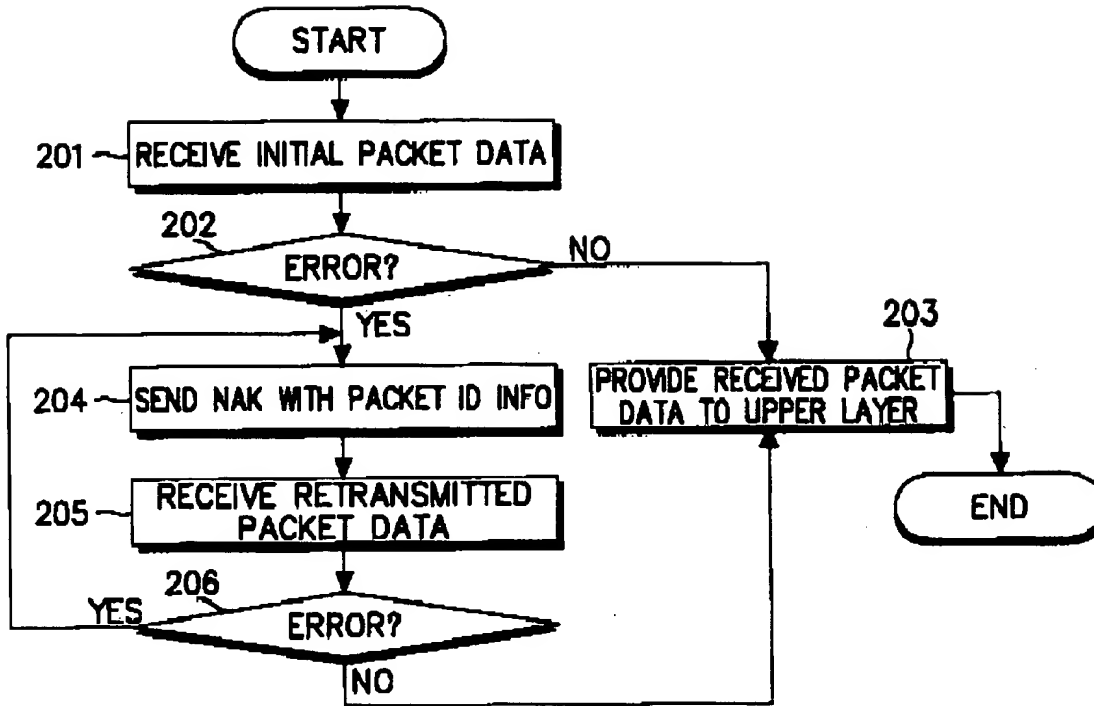 START
201
RECEIVE INITIAL PACKET DATA
202
ERROR?
NO
YES
203
204
SEND NAK WITH PACKET ID INFO
PROVIDE RECEIVED PACKET
DATA TO UPPER LAYER
205
RECEIVE RETRANSMITTED
PACKET DATA
END
206
YES
ERROR?
NO